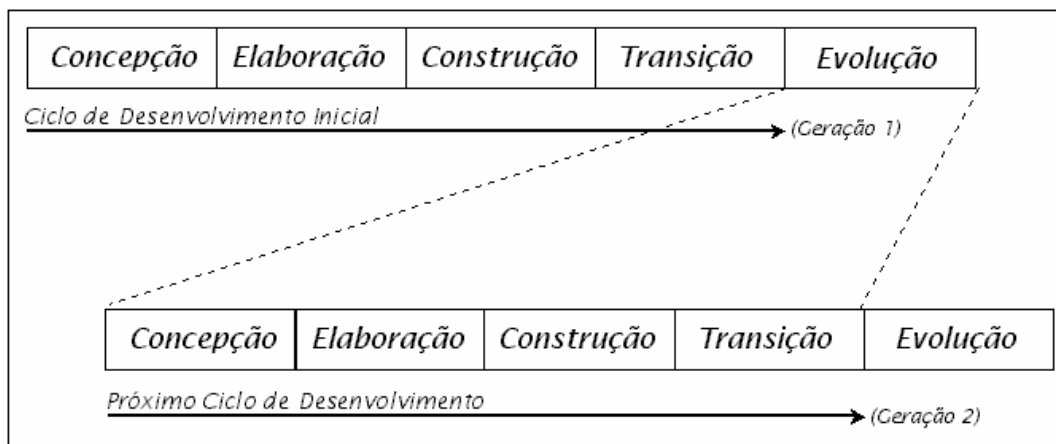 Concepção Elaboração Construção Transição Evolução
Ciclo de Desenvolvimento Inicial
(Geração 1)
Concepção Elaboração Construção Transição Evolução
Próximo Ciclo de Desenvolvimento
(Geração 2)